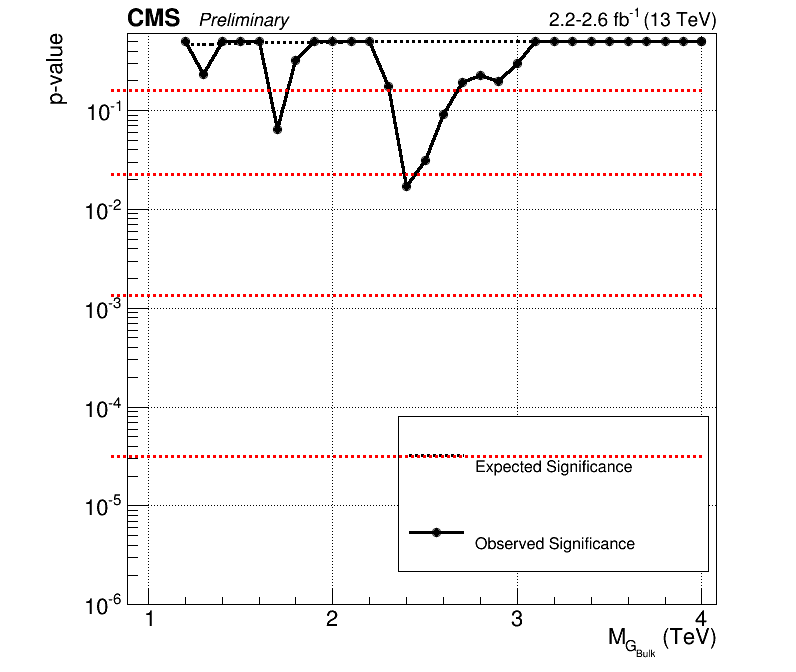 CMS Preliminary 2.2-2.6 fb⁻¹ (13 TeV)
p-value
10⁻¹
10⁻²
10⁻³
10⁻⁴
10⁻⁵
10⁻⁶
Expected Significance
Observed Significance
1 2 3 4
M_G_Bulk (TeV)